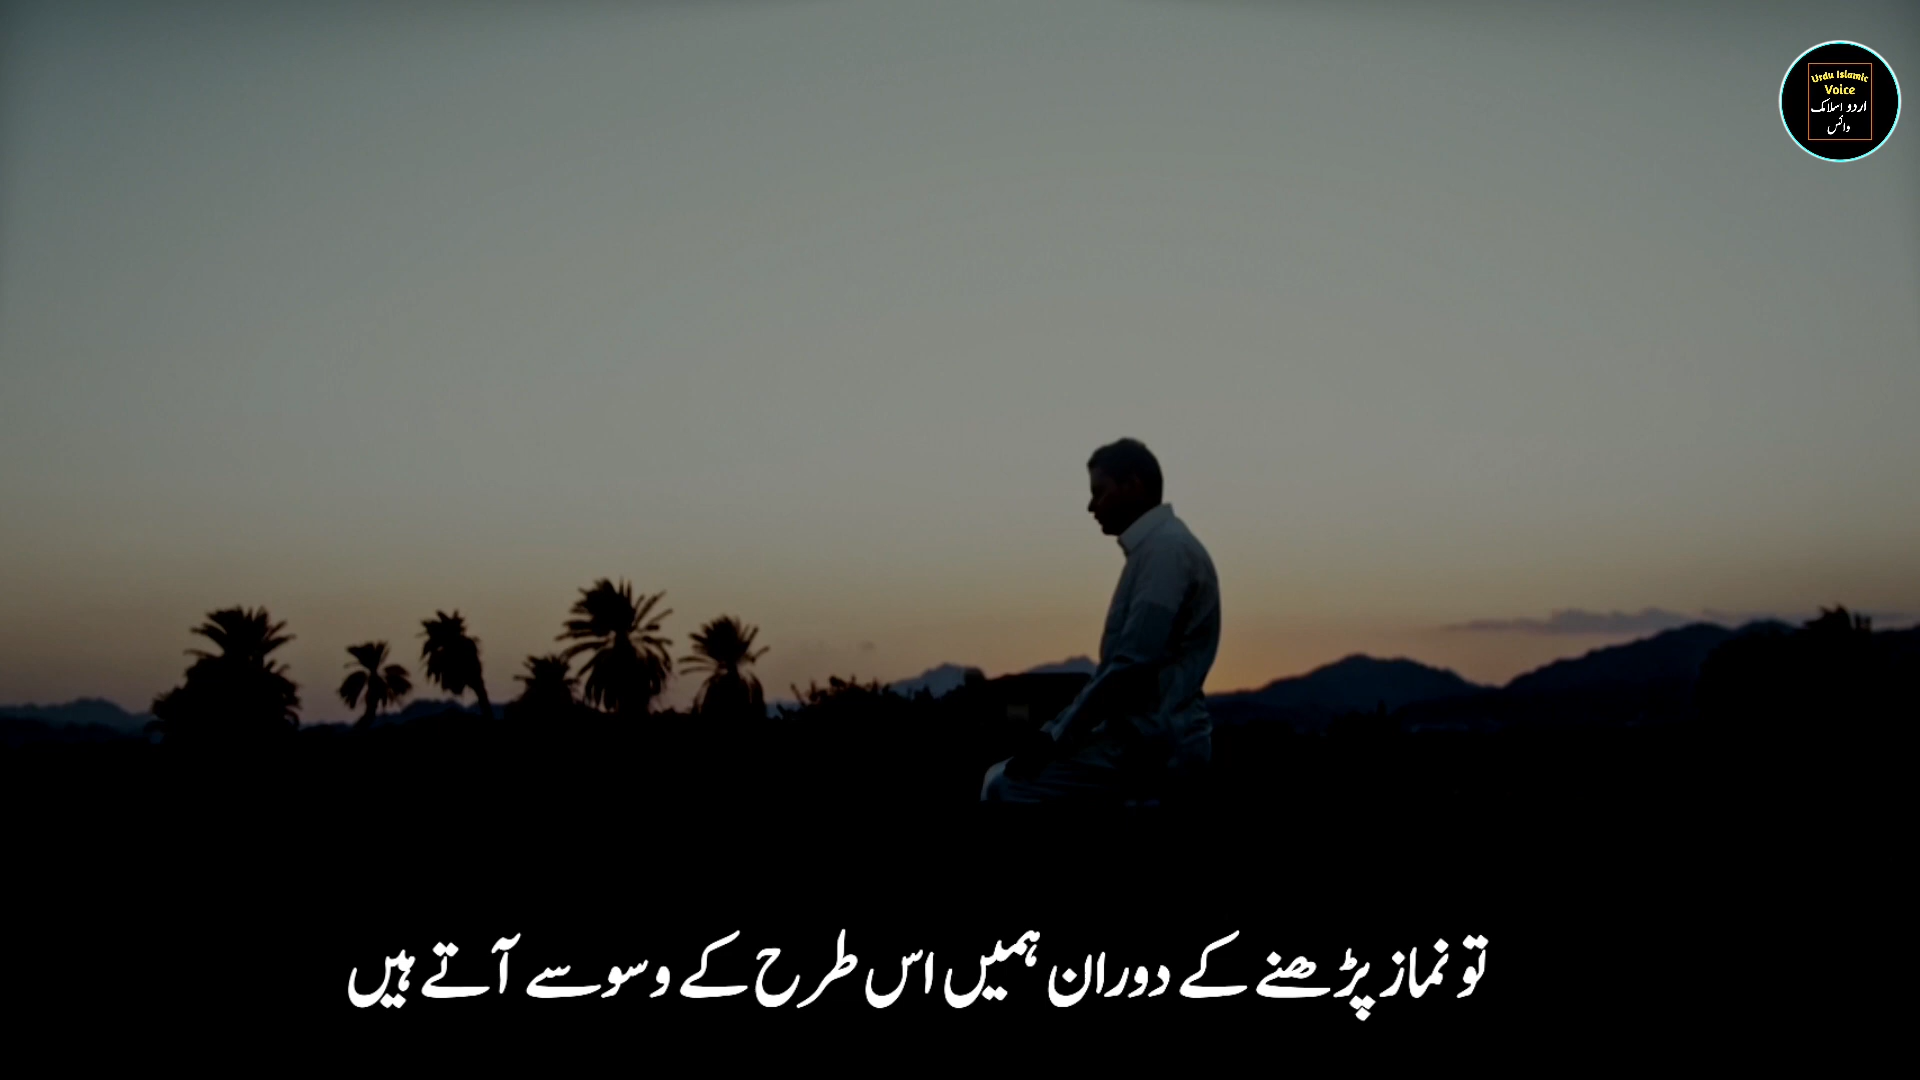 Urdu Islamic
Voice
اردو اسلامک
وائس
تو نماز پڑھنے کے دوران ہمیں اس طرح کے وسوسے آتے ہیں